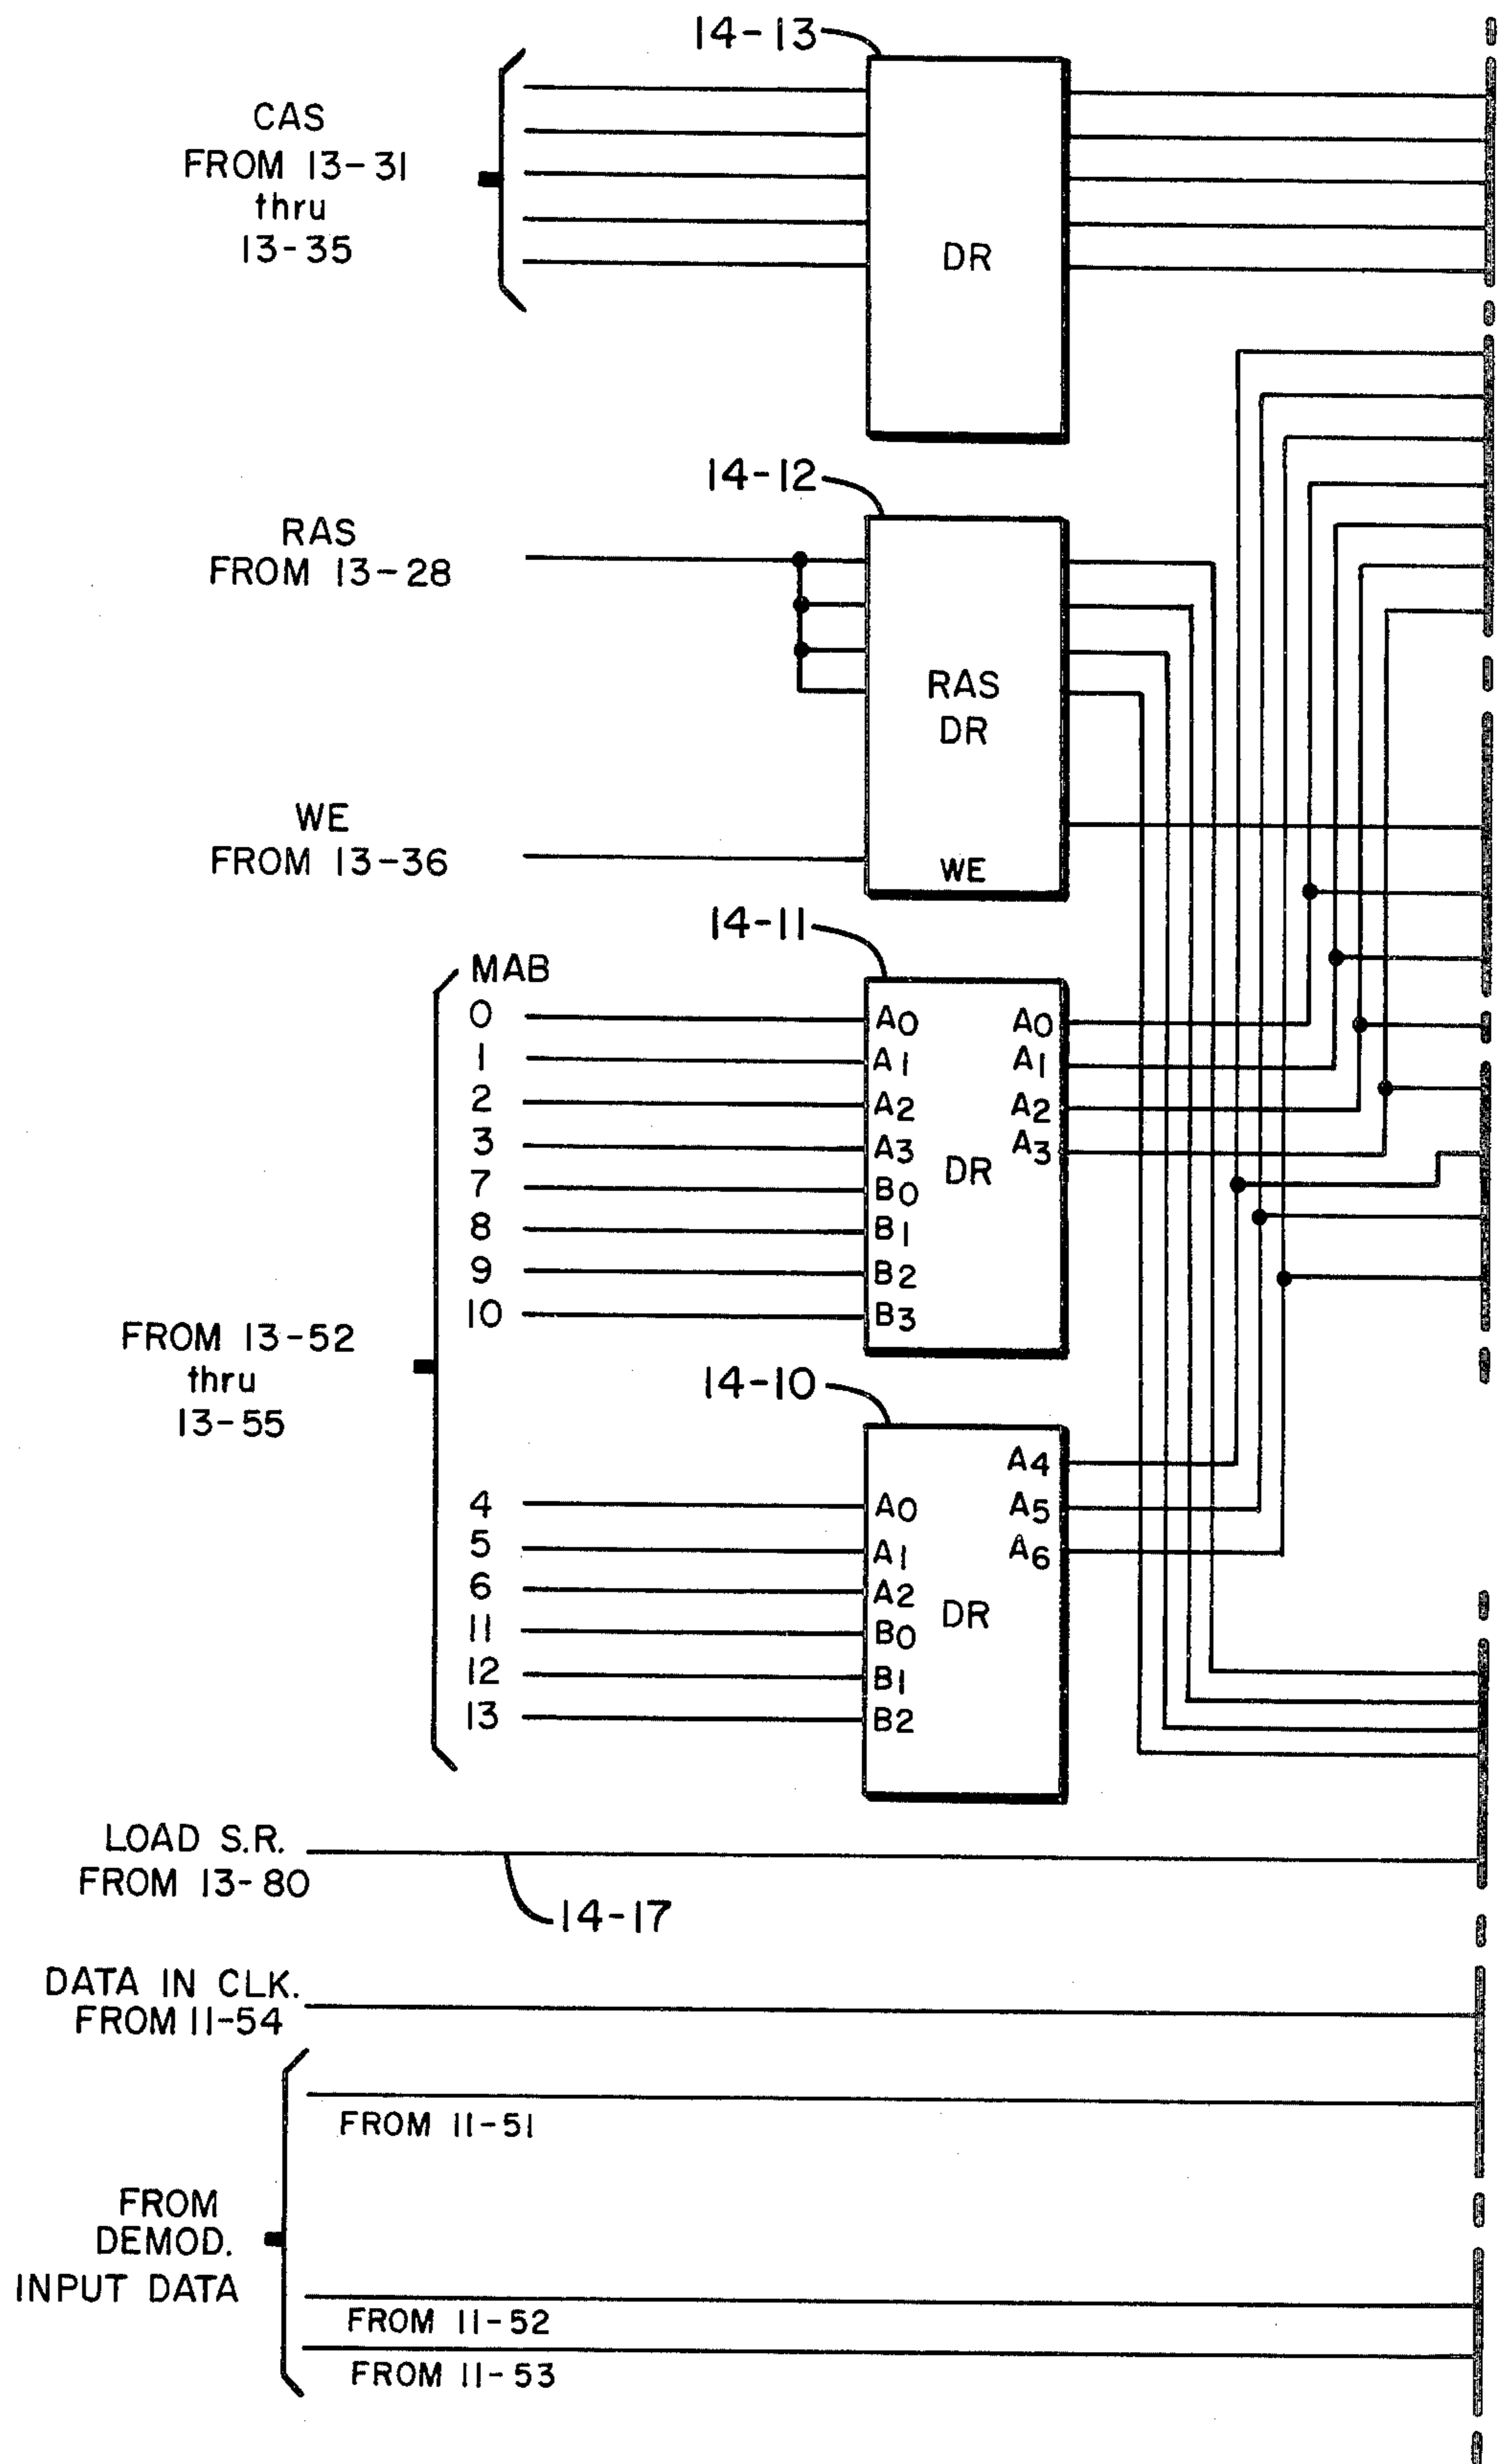 14-13
CAS
FROM 13-31
thru
13-35
DR
14-12
RAS
FROM 13-28
RAS
DR
WE
FROM 13-36
WE
14-11
MAB
0
1
2
3
7
8
9
10
A0
A1
A2
A3
B0
B1
B2
B3
A0
A1
A2
A3
DR
FROM 13-52
thru
13-55
14-10
4
5
6
11
12
13
A0
A1
A2
B0
B1
B2
A4
A5
A6
DR
LOAD S.R.
FROM 13-80
14-17
DATA IN CLK.
FROM 11-54
FROM 11-51
FROM
DEMOD.
INPUT DATA
FROM 11-52
FROM 11-53